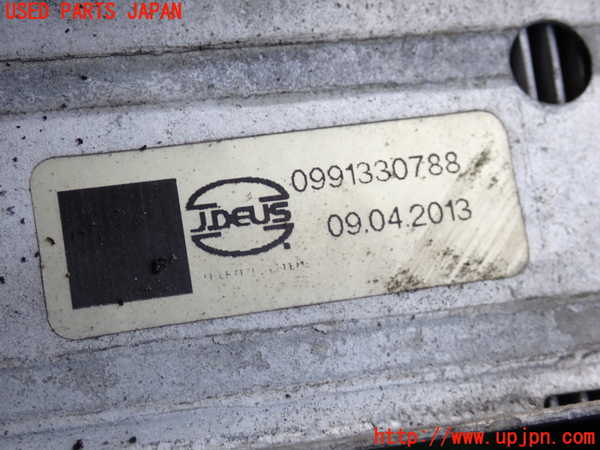 USED PARTS JAPAN
0991330788
J.DEUS
09.04.2013
http://www.upjpn.com/